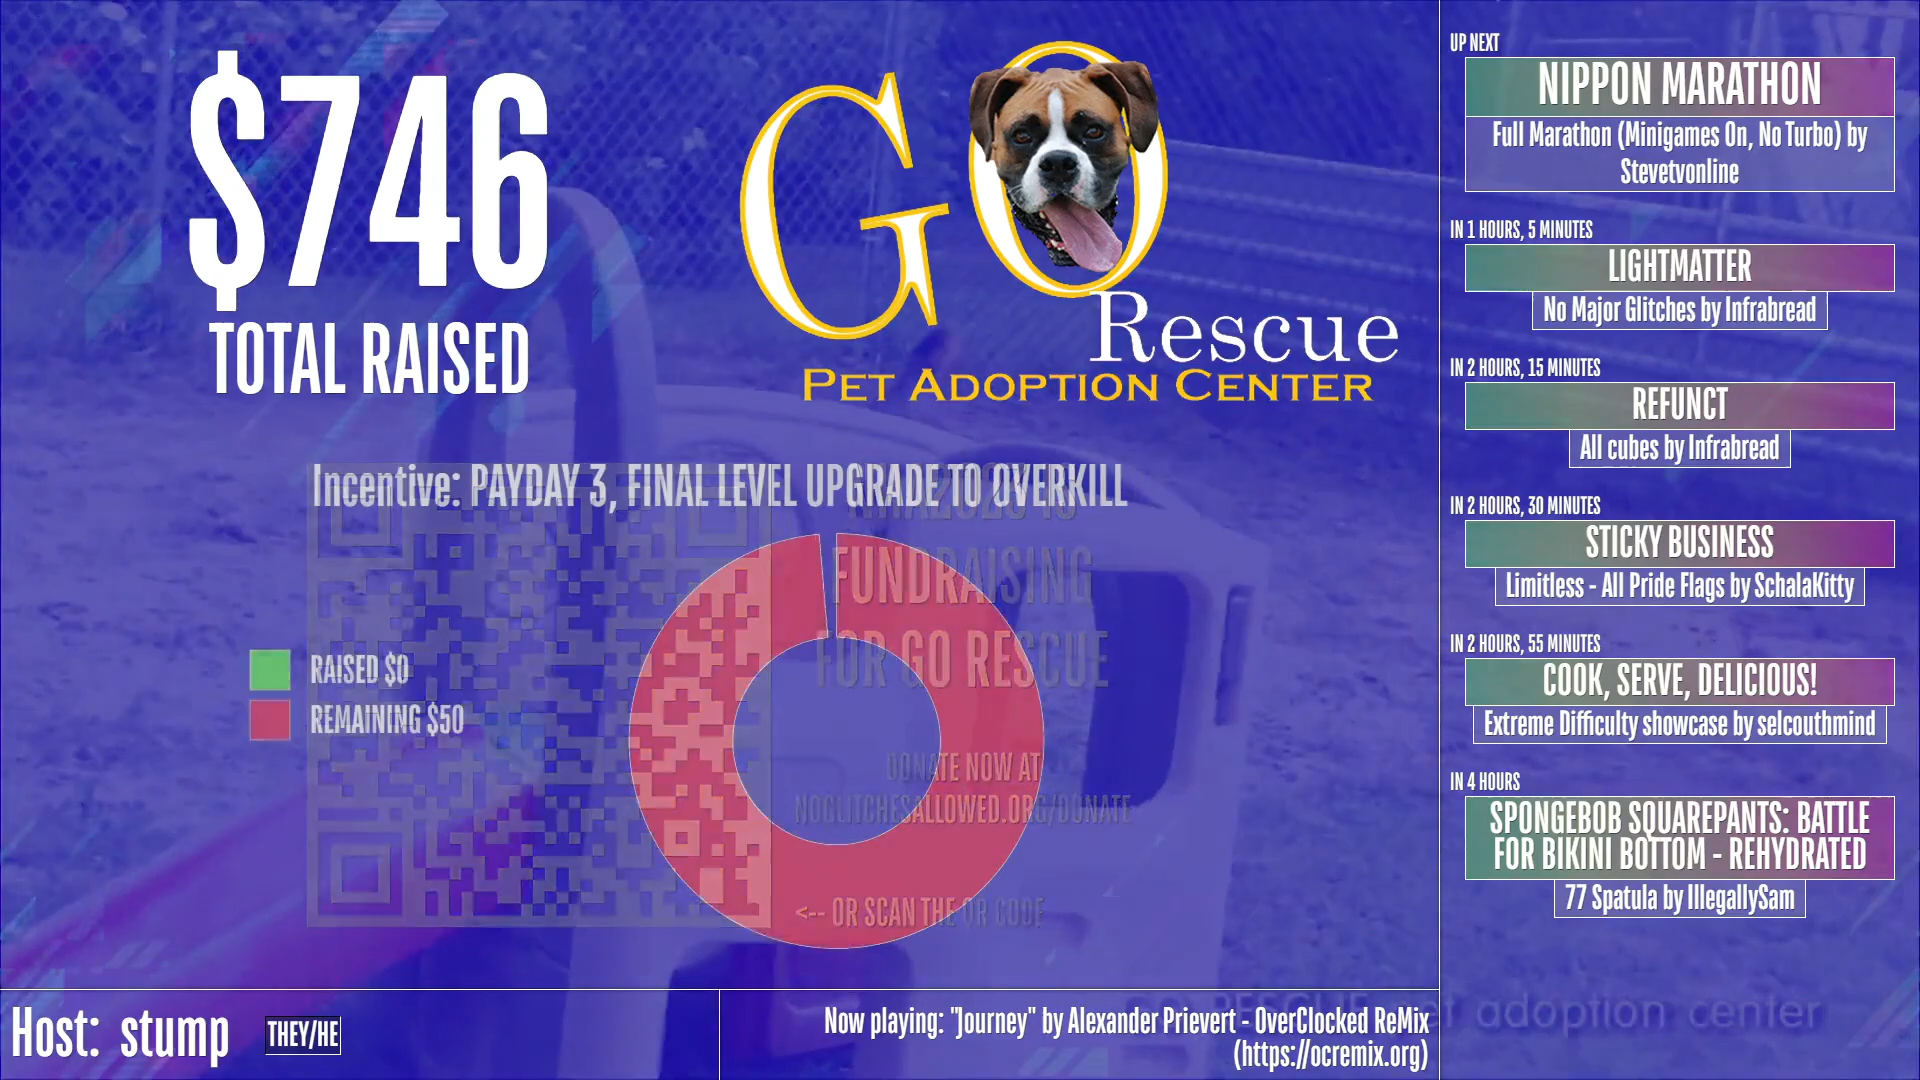 $746
TOTAL RAISED
GO
Rescue
PET ADOPTION CENTER
Incentive: PAYDAY 3, FINAL LEVEL UPGRADE TO OVERKILL
FUNDRAISING
FOR GO RESCUE
RAISED $0
REMAINING $50
DONATE NOW AT
NOGLITCHESALLOWED.ORG/DONATE
<-- OR SCAN THE QR CODE
UP NEXT
NIPPON MARATHON
Full Marathon (Minigames On, No Turbo) by
Stevetvonline
IN 1 HOURS, 5 MINUTES
LIGHTMATTER
No Major Glitches by Infrabread
IN 2 HOURS, 15 MINUTES
REFUNCT
All cubes by Infrabread
IN 2 HOURS, 30 MINUTES
STICKY BUSINESS
Limitless - All Pride Flags by SchalaKitty
IN 2 HOURS, 55 MINUTES
COOK, SERVE, DELICIOUS!
Extreme Difficulty showcase by selcouthmind
IN 4 HOURS
SPONGEBOB SQUAREPANTS: BATTLE
FOR BIKINI BOTTOM - REHYDRATED
77 Spatula by IllegallySam
Host: stump THEY/HE
Now playing: "Journey" by Alexander Prievert - OverClocked ReMix
(https://ocremix.org)
RESCUE pet adoption center